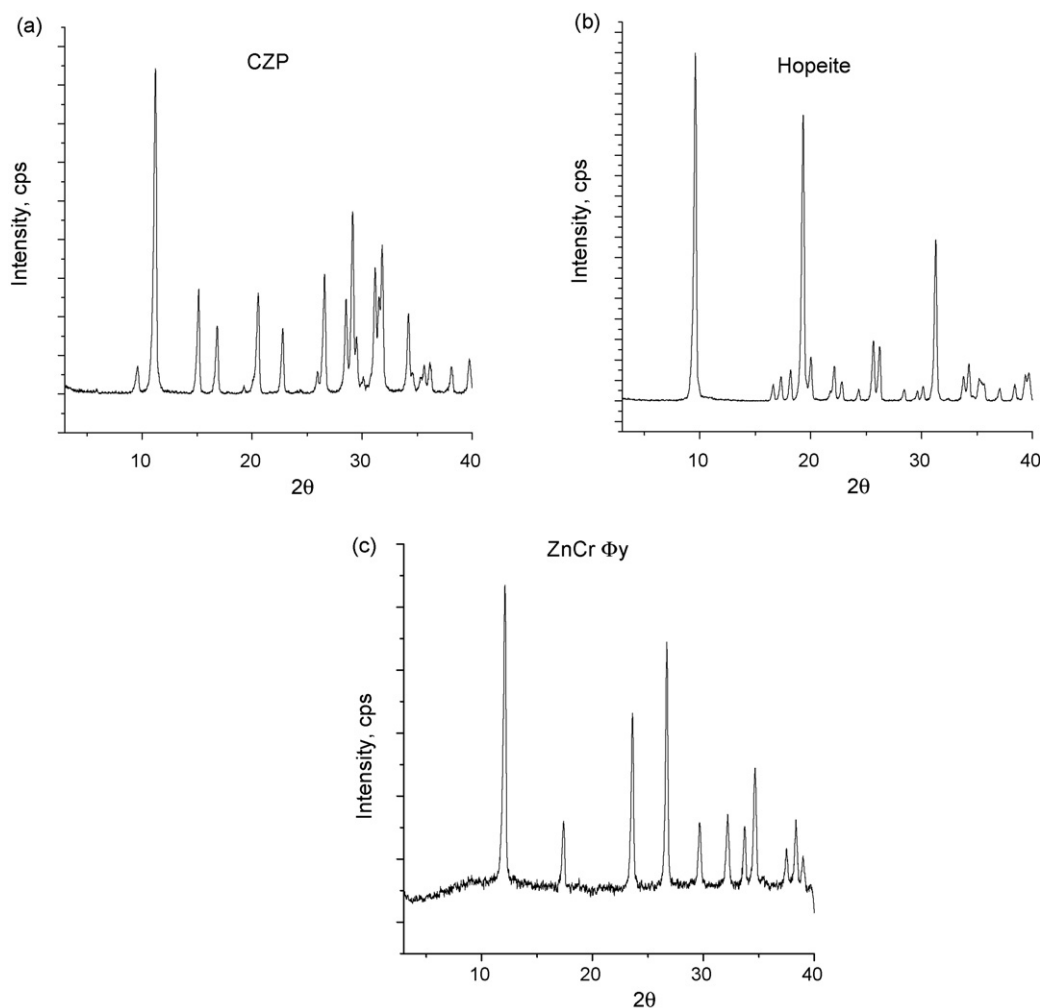 (a)
CZP
Intensity, cps
10 20 30 40
2θ
(b)
Hopeite
Intensity, cps
10 20 30 40
2θ
(c)
ZnCr Φy
Intensity, cps
10 20 30 40
2θ